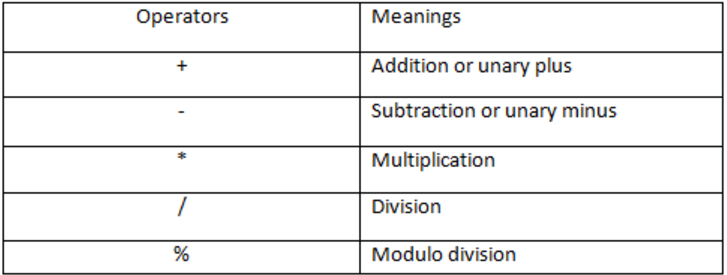 Operators Meanings
+ Addition or unary plus
- Subtraction or unary minus
* Multiplication
/ Division
% Modulo division